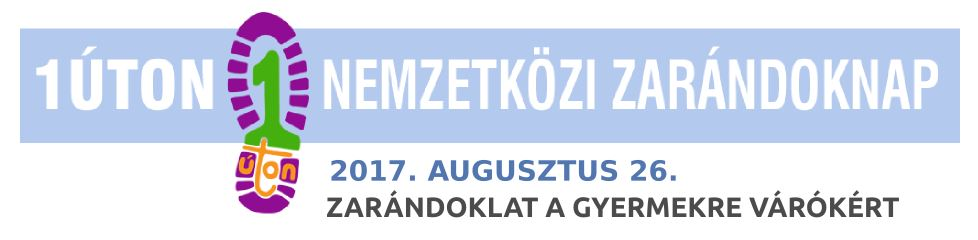 1ÚTON 1 NEMZETKÖZI ZARÁNDOKNAP
úton
2017. AUGUSZTUS 26.
ZARÁNDOKLAT A GYERMEKRE VÁRÓKÉRT